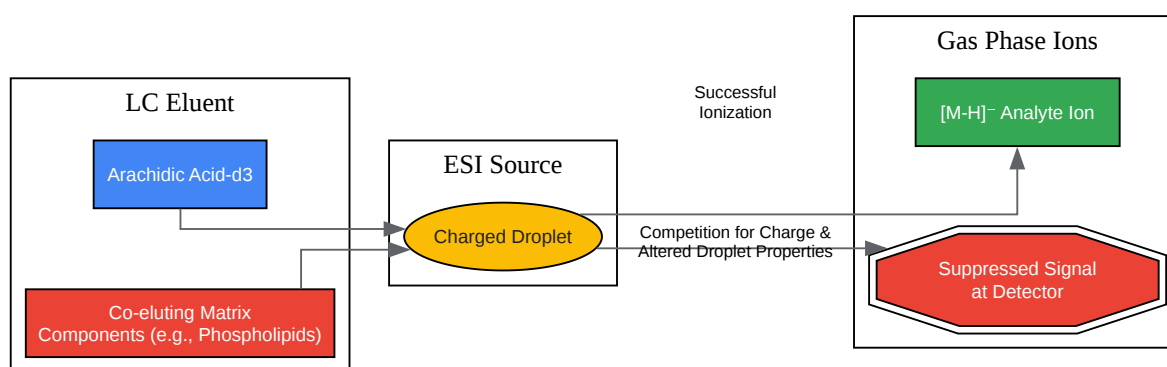 LC Eluent
Arachidic Acid-d3
Co-eluting Matrix
Components (e.g., Phospholipids)
ESI Source
Charged Droplet
Successful
Ionization
Competition for Charge &
Altered Droplet Properties
Gas Phase Ions
[M-H]⁻ Analyte Ion
Suppressed Signal
at Detector